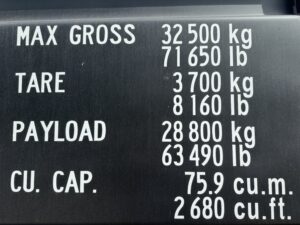 MAX GROSS 32 500 kg
71 650 lb
TARE 3 700 kg
8 160 lb
PAYLOAD 28 800 kg
63 490 lb
CU. CAP. 75.9 cu.m.
2 680 cu.ft.